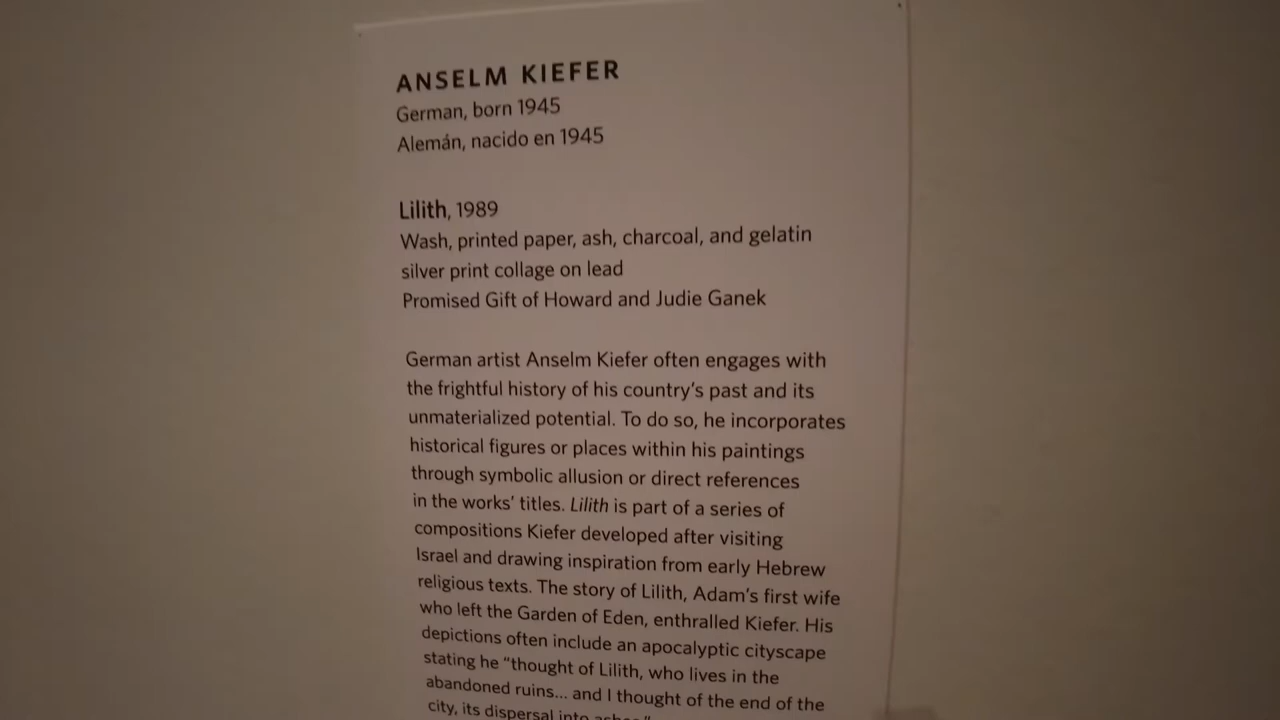 ANSELM KIEFER
German, born 1945
Alemán, nacido en 1945
Lilith, 1989
Wash, printed paper, ash, charcoal, and gelatin
silver print collage on lead
Promised Gift of Howard and Judie Ganek
German artist Anselm Kiefer often engages with
the frightful history of his country's past and its
unmaterialized potential. To do so, he incorporates
historical figures or places within his paintings
through symbolic allusion or direct references
in the works' titles. Lilith is part of a series of
compositions Kiefer developed after visiting
Israel and drawing inspiration from early Hebrew
religious texts. The story of Lilith, Adam's first wife
who left the Garden of Eden, enthralled Kiefer. His
depictions often include an apocalyptic cityscape
stating he “thought of Lilith, who lives in the
abandoned ruins... and I thought of the end of the
city, its dispersal into